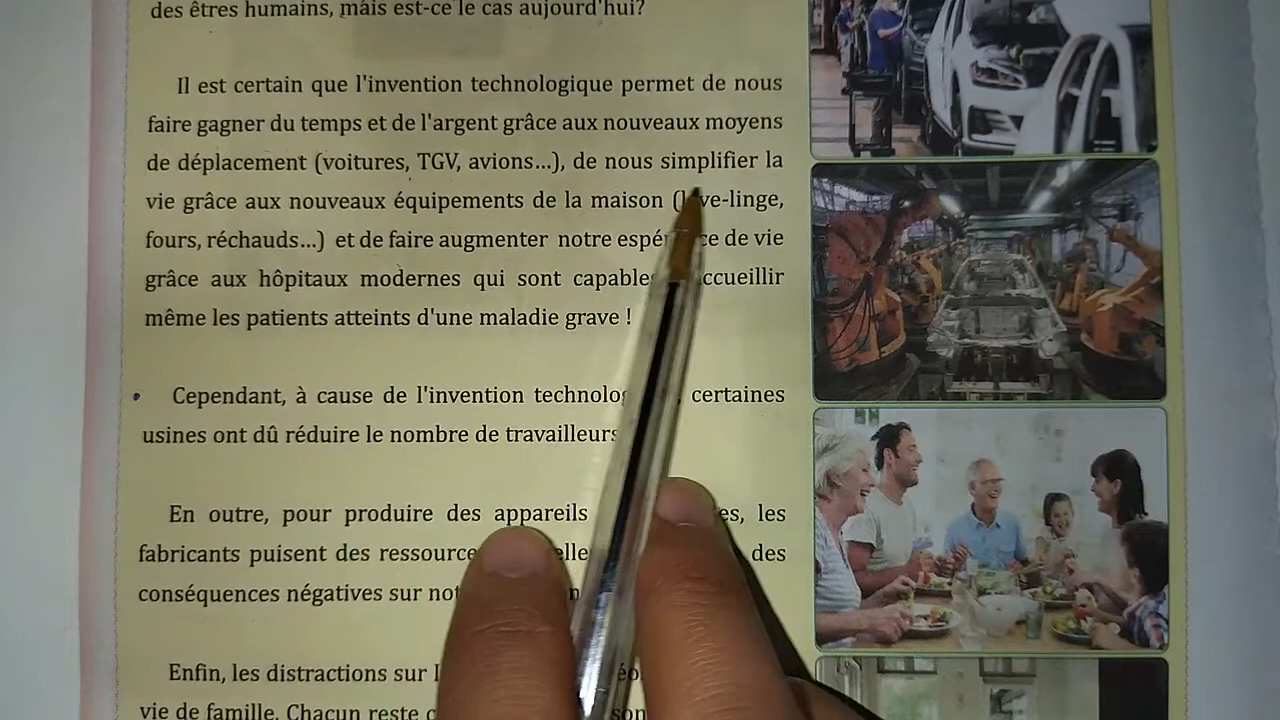 des êtres humains, mais est-ce le cas aujourd'hui?
Il est certain que l'invention technologique permet de nous
faire gagner du temps et de l'argent grâce aux nouveaux moyens
de déplacement (voitures, TGV, avions...), de nous simplifier la
vie grâce aux nouveaux équipements de la maison (lave-linge,
fours, réchauds...) et de faire augmenter notre espérance de vie
grâce aux hôpitaux modernes qui sont capables d'accueillir
même les patients atteints d'une maladie grave !
Cependant, à cause de l'invention certaines
usines ont dû réduire le nombre de travailleurs
En outre, pour produire des appareils les
fabricants puisent des des
conséquences négatives sur
Enfin, les distractions sur
vie de famille. Chacun reste